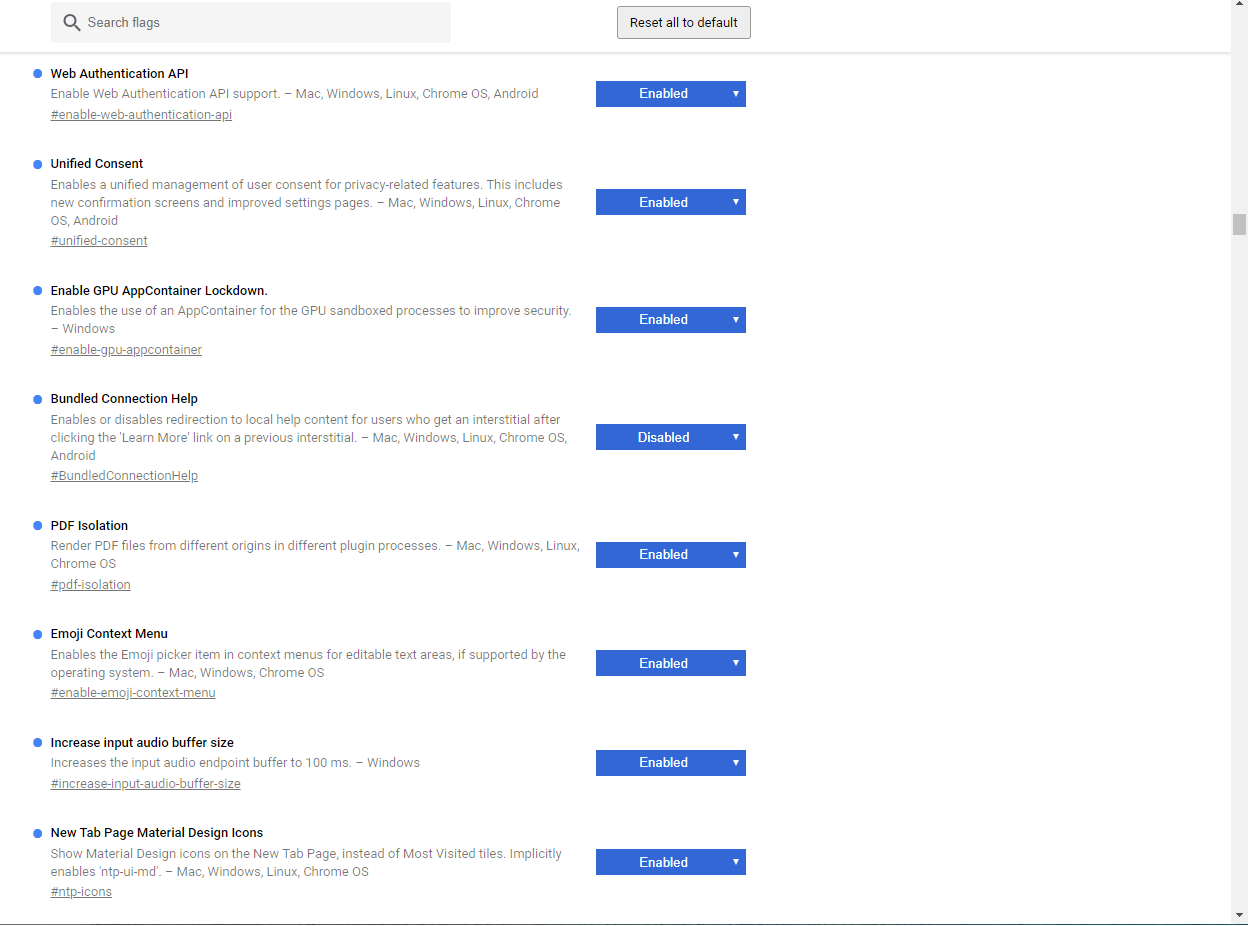 Search flags
Reset all to default
Web Authentication API
Enable Web Authentication API support. – Mac, Windows, Linux, Chrome OS, Android
#enable-web-authentication-api
Enabled
Unified Consent
Enables a unified management of user consent for privacy-related features. This includes
new confirmation screens and improved settings pages. – Mac, Windows, Linux, Chrome
OS, Android
#unified-consent
Enabled
Enable GPU AppContainer Lockdown.
Enables the use of an AppContainer for the GPU sandboxed processes to improve security.
– Windows
#enable-gpu-appcontainer
Enabled
Bundled Connection Help
Enables or disables redirection to local help content for users who get an interstitial after
clicking the 'Learn More' link on a previous interstitial. – Mac, Windows, Linux, Chrome OS,
Android
#BundledConnectionHelp
Disabled
PDF Isolation
Render PDF files from different origins in different plugin processes. – Mac, Windows, Linux,
Chrome OS
#pdf-isolation
Enabled
Emoji Context Menu
Enables the Emoji picker item in context menus for editable text areas, if supported by the
operating system. – Mac, Windows, Chrome OS
#enable-emoji-context-menu
Enabled
Increase input audio buffer size
Increases the input audio endpoint buffer to 100 ms. – Windows
#increase-input-audio-buffer-size
Enabled
New Tab Page Material Design Icons
Show Material Design icons on the New Tab Page, instead of Most Visited tiles. Implicitly
enables 'ntp-ui-md'. – Mac, Windows, Linux, Chrome OS
#ntp-icons
Enabled